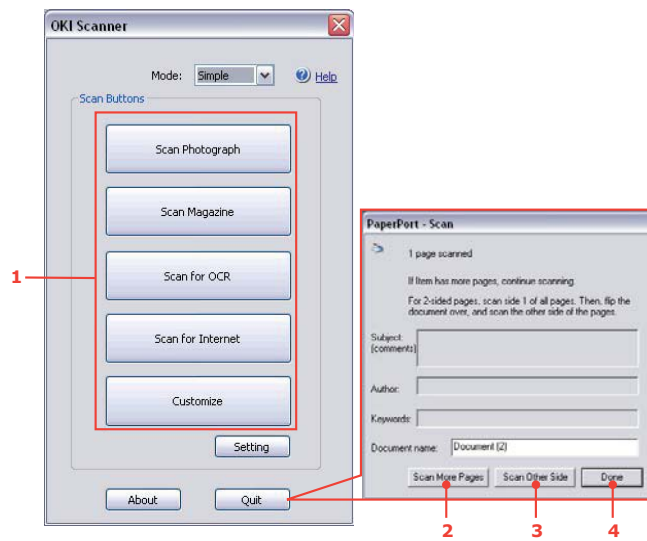 OKI Scanner
Mode: Simple Help
Scan Buttons
Scan Photograph
Scan Magazine
1
Scan for OCR
Scan for Internet
Customize
Setting
About Quit
PaperPort - Scan
1 page scanned
If Item has more pages, continue scanning.
For 2-sided pages, scan side 1 of all pages. Then, flip the
document over, and scan the other side of the pages.
Subject:
(comments)
Author:
Keywords:
Document name: Document (2)
Scan More Pages Scan Other Side Done
2 3 4